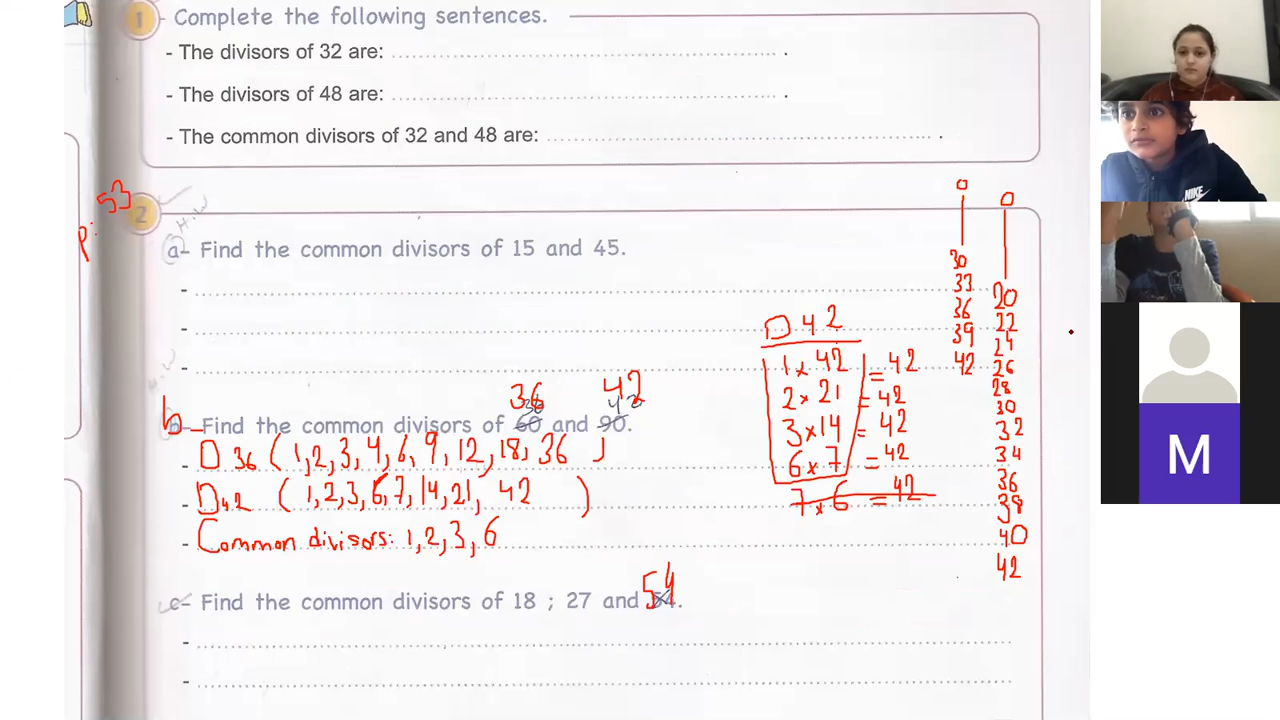 1
Complete the following sentences.
- The divisors of 32 are: .
- The divisors of 48 are: .
- The common divisors of 32 and 48 are: .
p: 53
2
H.W
a- Find the common divisors of 15 and 45.
-
-
-
H.W
36 42
b- Find the common divisors of 60 and 90.
- D 36 (1,2,3,4,6,9,12,18,36)
- D42 (1,2,3,6,7,14,21,42)
- Common divisors: 1,2,3,6
54
c- Find the common divisors of 18 ; 27 and 54.
-
-
D 42
1 x 42 = 42
2 x 21 = 42
3 x 14 = 42
6 x 7 = 42
7 x 6 = 42
0
30
33
36
39
42
0
20
22
24
26
28
30
32
34
36
38
40
42
NIKE
M